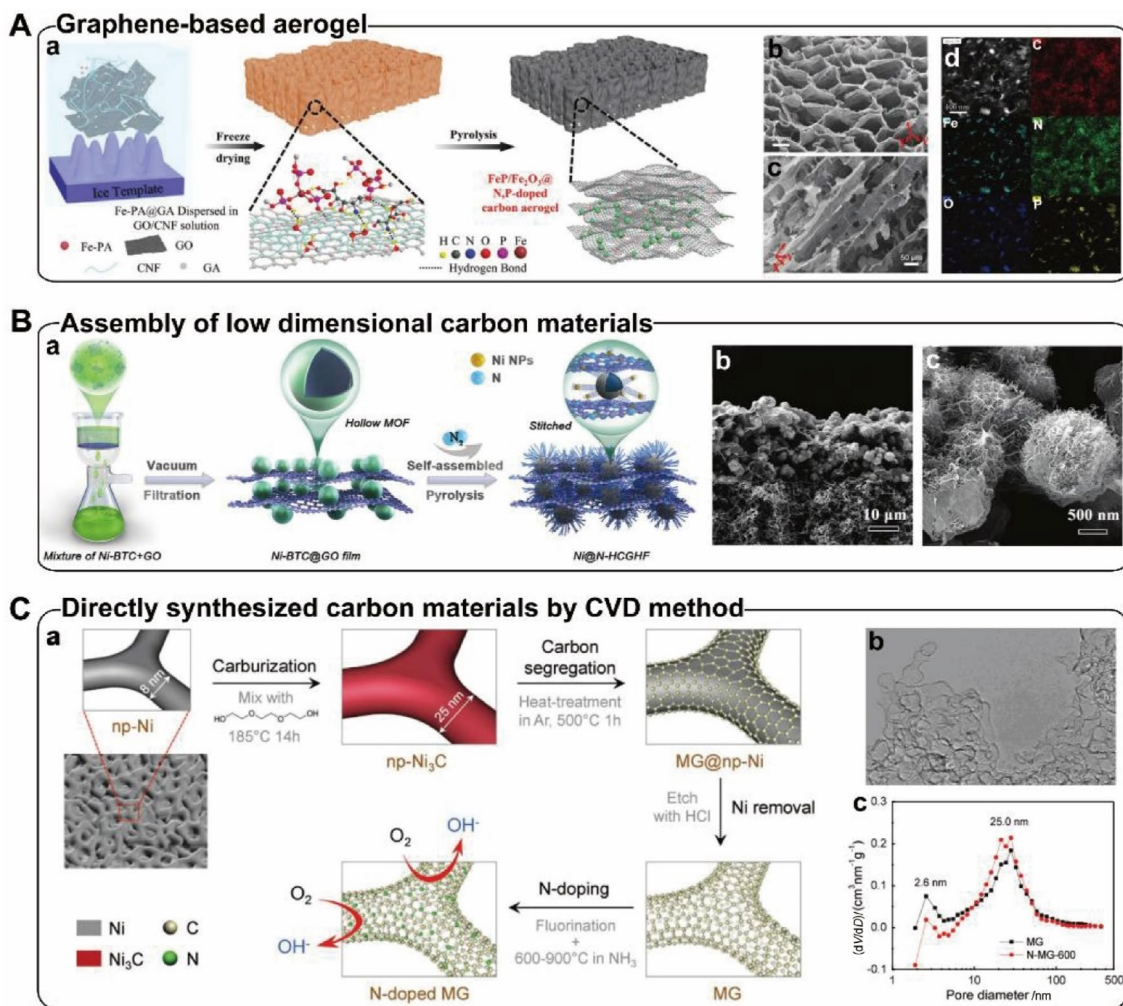 A Graphene-based aerogel
a
Ice Template
Fe-PA@GA Dispersed in
GO/CNF solution
Fe-PA
GO
CNF
GA
Freeze
drying
H C N O P Fe
Hydrogen Bond
Pyrolysis
FeP/Fe₂O₃@
N,P-doped
carbon aerogel
b
c
50 μm
d
C
Fe
N
O
P
B Assembly of low dimensional carbon materials
a
Mixture of Ni-BTC+GO
Vacuum
Filtration
Hollow MOF
Ni-BTC@GO film
Ni NPs
N
N₂
Self-assembled
Pyrolysis
Stitched
Ni@N-HCGHF
b
10 μm
c
500 nm
C Directly synthesized carbon materials by CVD method
a
8 nm
np-Ni
Carburization
Mix with
HO O O OH
185°C 14h
25 nm
np-Ni₃C
Carbon
segregation
Heat-treatment
in Ar, 500°C 1h
MG@np-Ni
Etch
with HCl
Ni removal
MG
N-doping
Fluorination
+
600-900°C in NH₃
O₂
OH⁻
O₂
OH⁻
N-doped MG
Ni
C
Ni₃C
N
b
c
(dV/dD)/(cm³nm⁻¹g⁻¹)
0.3
0.2
0.1
0.0
-0.1
2.6 nm
25.0 nm
MG
N-MG-600
1 10 100 500
Pore diameter /nm